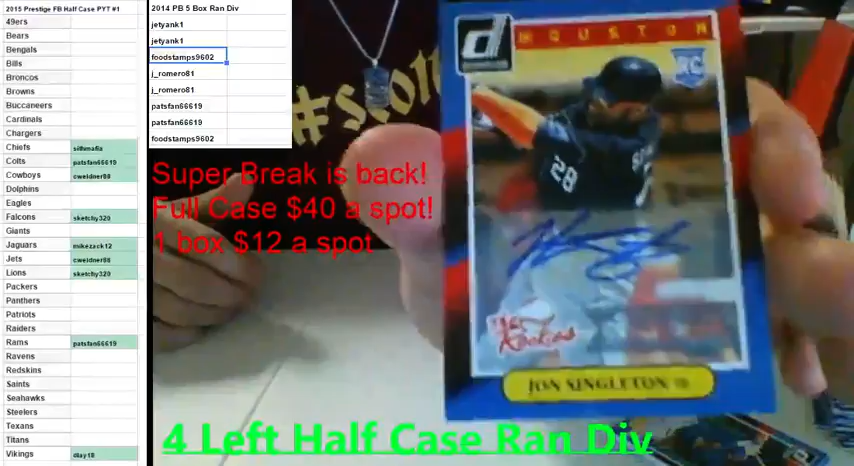 2015 Prestige FB Half Case PYT #1
49ers
Bears
Bengals
Bills
Broncos
Browns
Buccaneers
Cardinals
Chargers
Chiefs sithmafia
Colts patsfan66619
Cowboys cweidner88
Dolphins
Eagles
Falcons sketchy320
Giants
Jaguars mikezack12
Jets cweidner88
Lions sketchy320
Packers
Panthers
Patriots
Raiders
Rams patsfan66619
Ravens
Redskins
Saints
Seahawks
Steelers
Texans
Titans
Vikings
2014 PB 5 Box Ran Div
jetyank1
jetyank1
foodstamps9602
j_romero81
j_romero81
patsfan66619
patsfan66619
foodstamps9602
Super Break is back!
Full Case $40 a spot!
1 box $12 a spot
d
HOUSTON
RC
28
The Rookies
JON SINGLETON 1B
4 Left Half Case Ran Div